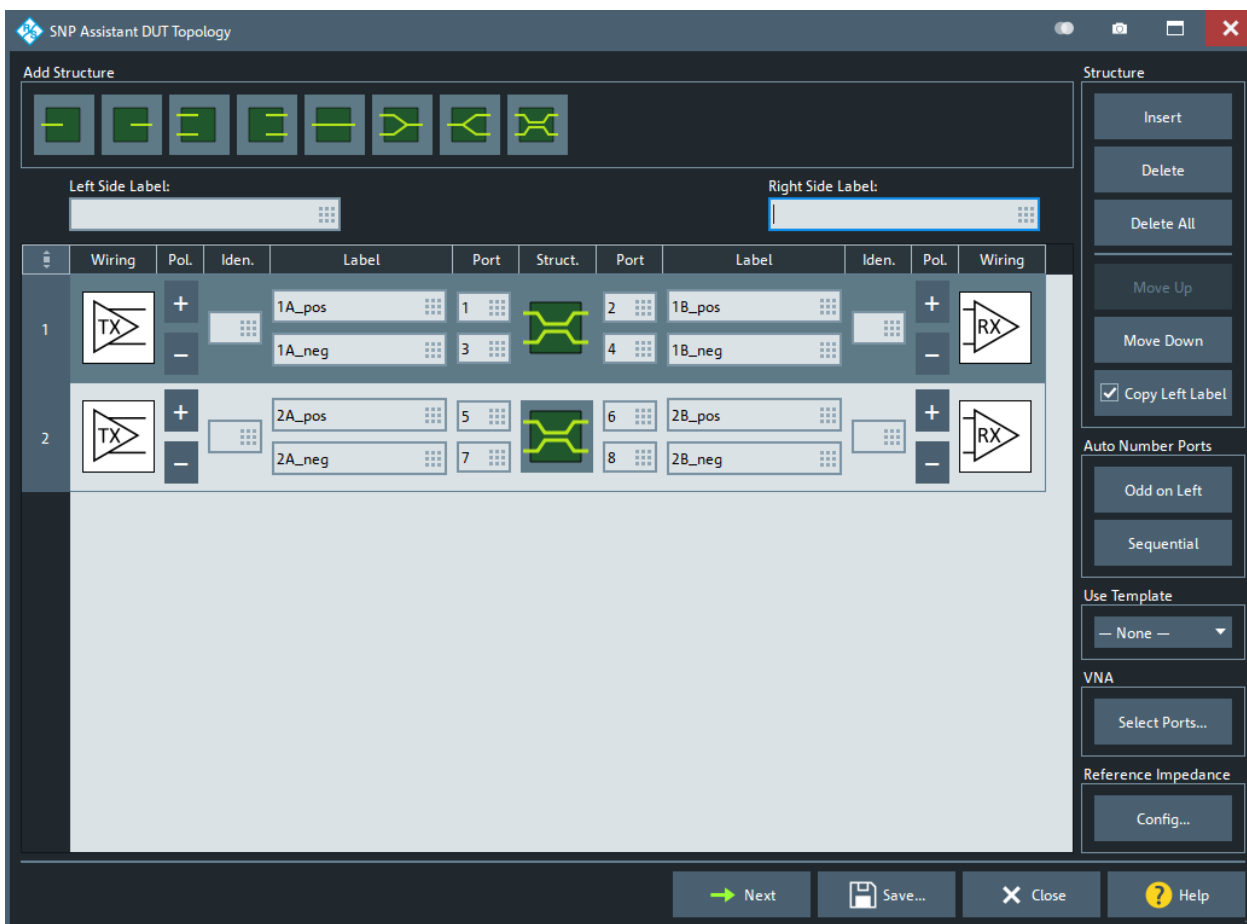 SNP Assistant DUT Topology
Add Structure
Structure
Insert
Delete
Delete All
Move Up
Move Down
Copy Left Label
Left Side Label:
Right Side Label:
Wiring Pol. Iden. Label Port Struct. Port Label Iden. Pol. Wiring
1 TX + 1A_pos 1 2 1B_pos + RX
– 1A_neg 3 4 1B_neg –
2 TX + 2A_pos 5 6 2B_pos + RX
– 2A_neg 7 8 2B_neg –
Auto Number Ports
Odd on Left
Sequential
Use Template
— None —
VNA
Select Ports...
Reference Impedance
Config...
Next Save... Close ? Help